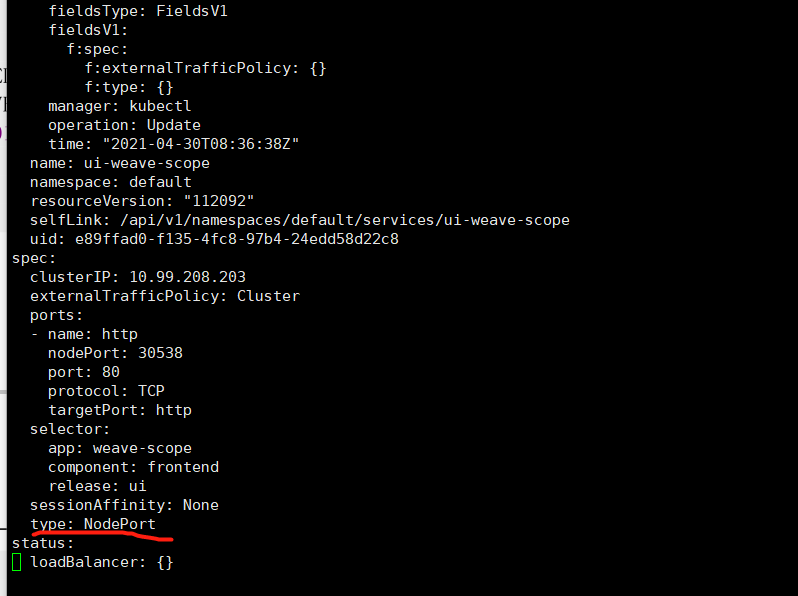 fieldsType: FieldsV1
fieldsV1:
f:spec:
f:externalTrafficPolicy: {}
f:type: {}
manager: kubectl
operation: Update
time: "2021-04-30T08:36:38Z"
name: ui-weave-scope
namespace: default
resourceVersion: "112092"
selfLink: /api/v1/namespaces/default/services/ui-weave-scope
uid: e89ffad0-f135-4fc8-97b4-24edd58d22c8
spec:
clusterIP: 10.99.208.203
externalTrafficPolicy: Cluster
ports:
- name: http
nodePort: 30538
port: 80
protocol: TCP
targetPort: http
selector:
app: weave-scope
component: frontend
release: ui
sessionAffinity: None
type: NodePort
status:
loadBalancer: {}